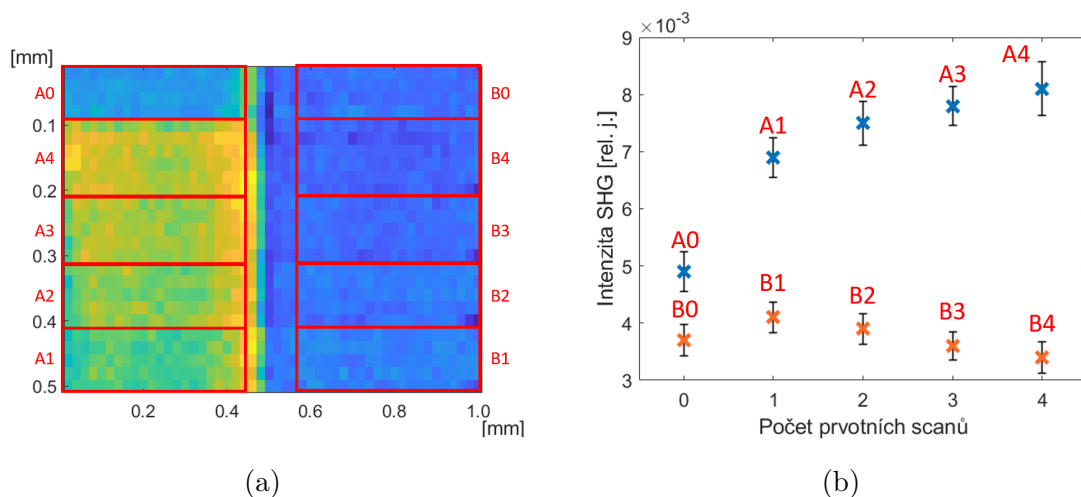 [mm]
A0
0.1
A4
0.2
A3
0.3
A2
0.4
A1
0.5
B0
B4
B3
B2
B1
0.2
0.4
0.6
0.8
1.0
[mm]
(a)
×10⁻³
9
8
7
6
5
4
3
Intenzita SHG [rel. j.]
A0
A1
A2
A3
A4
B0
B1
B2
B3
B4
0
1
2
3
4
Počet prvotních scanů
(b)